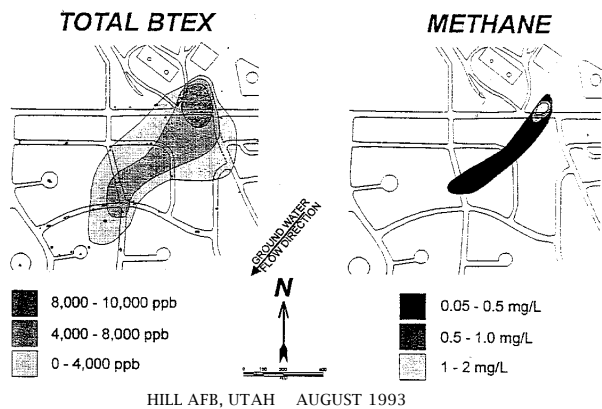 TOTAL BTEX
METHANE
GROUND WATER
FLOW DIRECTION
N
8,000 - 10,000 ppb
4,000 - 8,000 ppb
0 - 4,000 ppb
0.05 - 0.5 mg/L
0.5 - 1.0 mg/L
1 - 2 mg/L
HILL AFB, UTAH AUGUST 1993